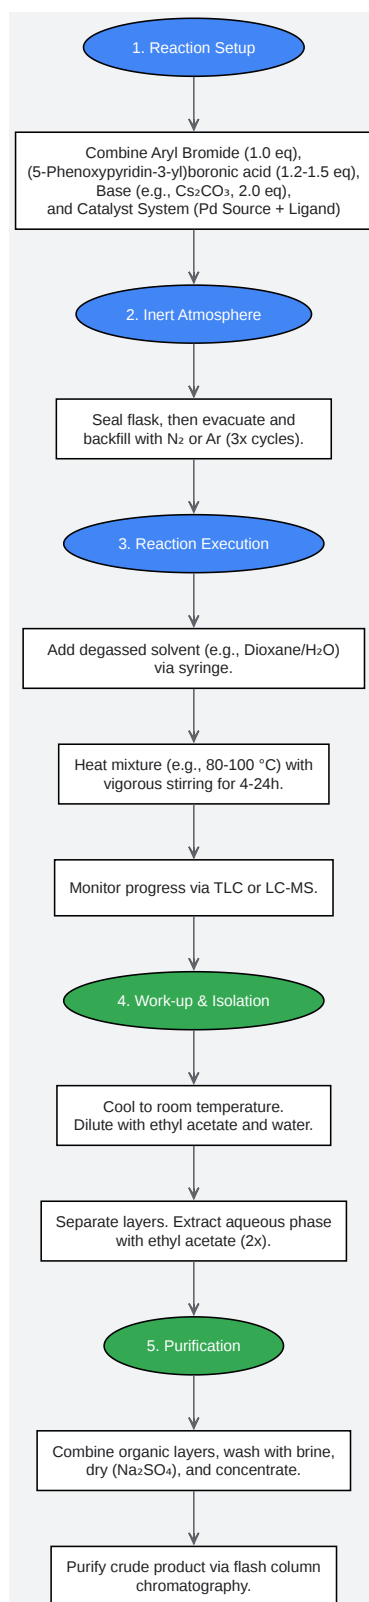 1. Reaction Setup
Combine Aryl Bromide (1.0 eq),
(5-Phenoxypyridin-3-yl)boronic acid (1.2-1.5 eq),
Base (e.g., Cs₂CO₃, 2.0 eq),
and Catalyst System (Pd Source + Ligand)
2. Inert Atmosphere
Seal flask, then evacuate and
backfill with N₂ or Ar (3x cycles).
3. Reaction Execution
Add degassed solvent (e.g., Dioxane/H₂O)
via syringe.
Heat mixture (e.g., 80-100 °C) with
vigorous stirring for 4-24h.
Monitor progress via TLC or LC-MS.
4. Work-up & Isolation
Cool to room temperature.
Dilute with ethyl acetate and water.
Separate layers. Extract aqueous phase
with ethyl acetate (2x).
5. Purification
Combine organic layers, wash with brine,
dry (Na₂SO₄), and concentrate.
Purify crude product via flash column
chromatography.